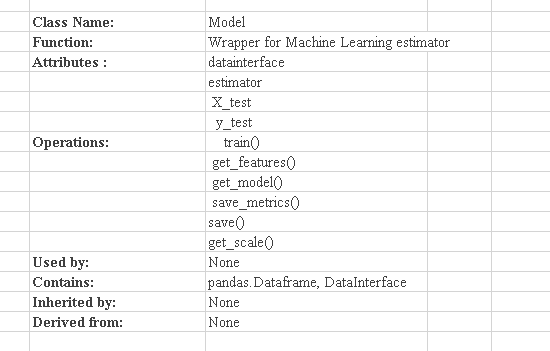 Class Name: Model
Function: Wrapper for Machine Learning estimator
Attributes : datainterface
estimator
X_test
y_test
Operations: train()
get_features()
get_model()
save_metrics()
save()
get_scale()
Used by: None
Contains: pandas.Dataframe, DataInterface
Inherited by: None
Derived from: None